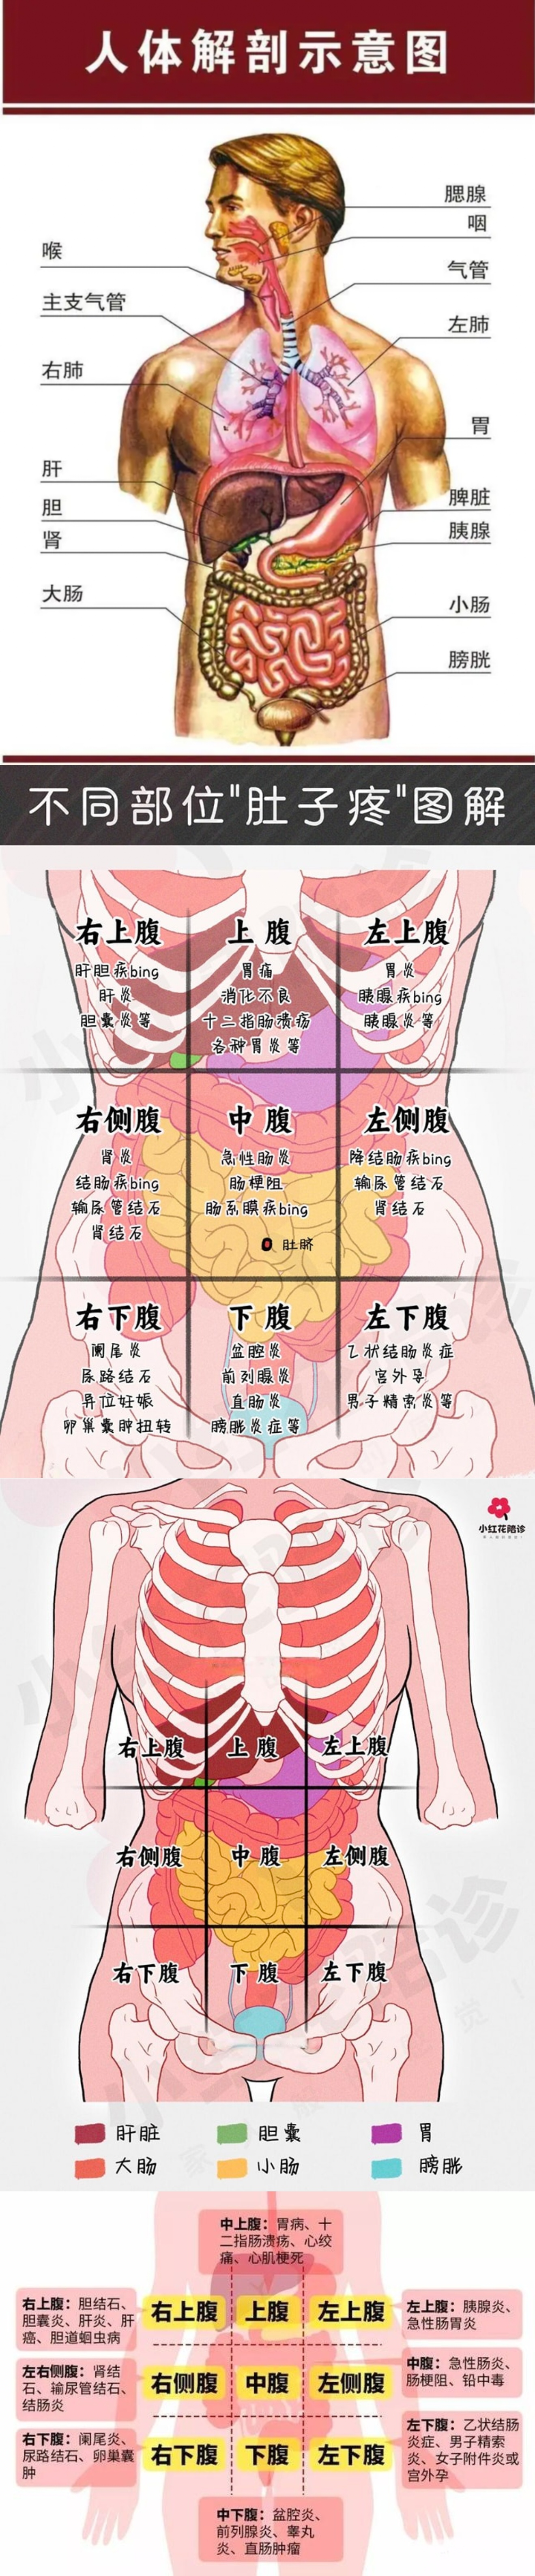 人体解剖示意图
腮腺
咽
喉
气管
主支气管
左肺
右肺
胃
肝
脾脏
胆
胰腺
肾
大肠
小肠
膀胱
不同部位"肚子疼"图解
右上腹
肝胆疾bing
肝炎
胆囊炎等
上腹
胃痛
消化不良
十二指肠溃疡
各种胃炎等
左上腹
胃炎
胰腺疾bing
胰腺炎等
右侧腹
肾炎
结肠疾bing
输尿管结石
肾结石
中腹
急性肠炎
肠梗阻
肠系膜疾bing
肚脐
左侧腹
降结肠疾bing
输尿管结石
肾结石
右下腹
阑尾炎
尿路结石
异位妊娠
卵巢囊肿扭转
下腹
盆腔炎
前列腺炎
直肠炎
膀胱炎症等
左下腹
乙状结肠炎症
宫外孕
男子精索炎等
小红花陪诊
右上腹
上腹
左上腹
右侧腹
中腹
左侧腹
右下腹
下腹
左下腹
肝脏
胆囊
胃
大肠
小肠
膀胱
中上腹：胃病、十
二指肠溃疡、心绞
痛、心肌梗死
右上腹：胆结石、
胆囊炎、肝炎、肝
癌、胆道蛔虫病
右上腹
上腹
左上腹
左上腹：胰腺炎、
急性肠胃炎
左右侧腹：肾结
石、输尿管结石、
结肠炎
右侧腹
中腹
左侧腹
中腹：急性肠炎、
肠梗阻、铅中毒
右下腹：阑尾炎、
尿路结石、卵巢囊
肿
右下腹
下腹
左下腹
左下腹：乙状结肠
炎症、男子精索
炎、女子附件炎或
宫外孕
中下腹：盆腔炎、
前列腺炎、睾丸
炎、直肠肿瘤